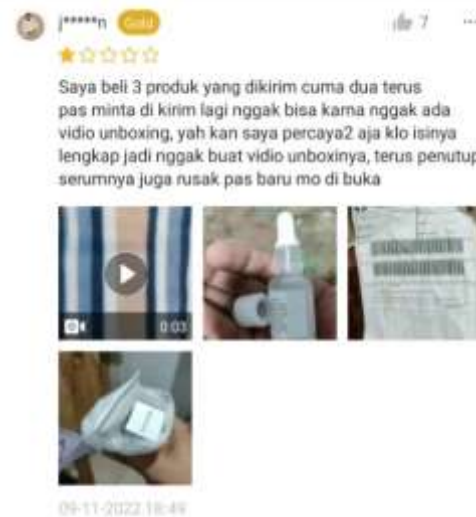 j*****n Gold 7
Saya beli 3 produk yang dikirim cuma dua terus
pas minta di kirim lagi nggak bisa karna nggak ada
vidio unboxing, yah kan saya percaya2 aja klo isinya
lengkap jadi nggak buat vidio unboxinya, terus penutup
serumnya juga rusak pas baru mo di buka
0:03
09-11-2022 18:49